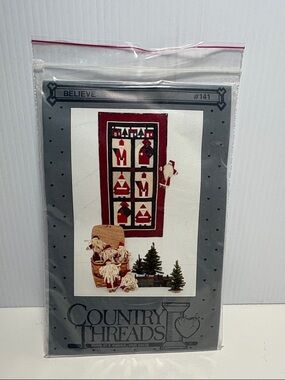 BELIEVE
#141
COUNTRY
THREADS